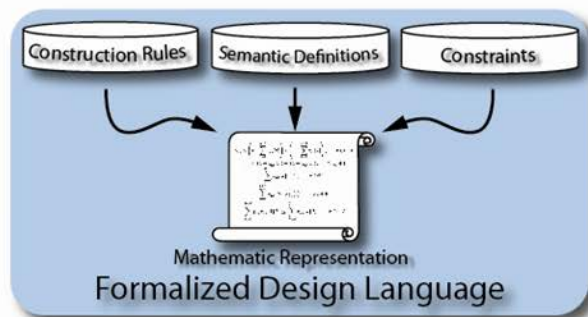 Construction Rules
Semantic Definitions
Constraints
Mathematic Representation
Formalized Design Language